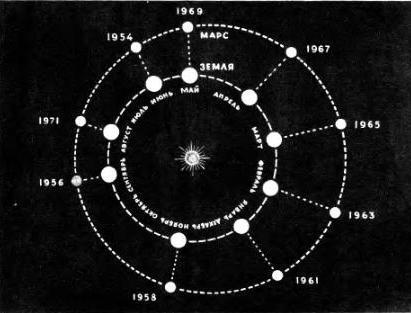 1969
МАРС
1954
1967
ЗЕМЛЯ
МАЙ
АПРЕЛЬ
ИЮНЬ
ИЮЛЬ
1971
АВГУСТ
МАРТ
1965
СЕНТЯБРЬ
ФЕВРАЛЬ
1956
ОКТЯБРЬ
НОЯБРЬ
ДЕКАБРЬ
ЯНВАРЬ
1963
1961
1958